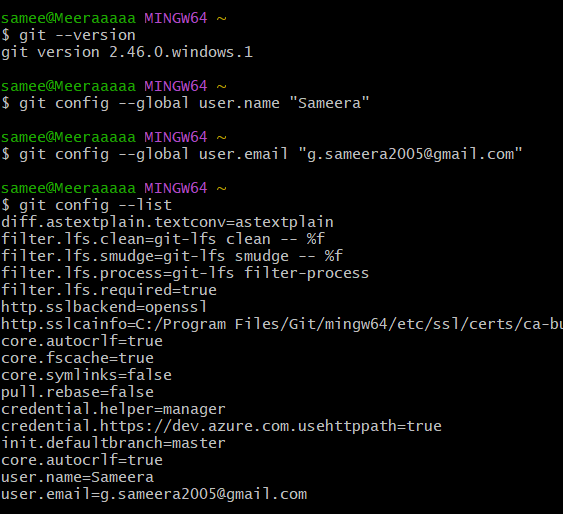 samee@Meeraaaaa MINGW64 ~
$ git --version
git version 2.46.0.windows.1
samee@Meeraaaaa MINGW64 ~
$ git config --global user.name "Sameera"
samee@Meeraaaaa MINGW64 ~
$ git config --global user.email "g.sameera2005@gmail.com"
samee@Meeraaaaa MINGW64 ~
$ git config --list
diff.astextplain.textconv=astextplain
filter.lfs.clean=git-lfs clean -- %f
filter.lfs.smudge=git-lfs smudge -- %f
filter.lfs.process=git-lfs filter-process
filter.lfs.required=true
http.sslbackend=openssl
http.sslcainfo=C:/Program Files/Git/mingw64/etc/ssl/certs/ca-bu
core.autocrlf=true
core.fscache=true
core.symlinks=false
pull.rebase=false
credential.helper=manager
credential.https://dev.azure.com.usehttppath=true
init.defaultbranch=master
core.autocrlf=true
user.name=Sameera
user.email=g.sameera2005@gmail.com